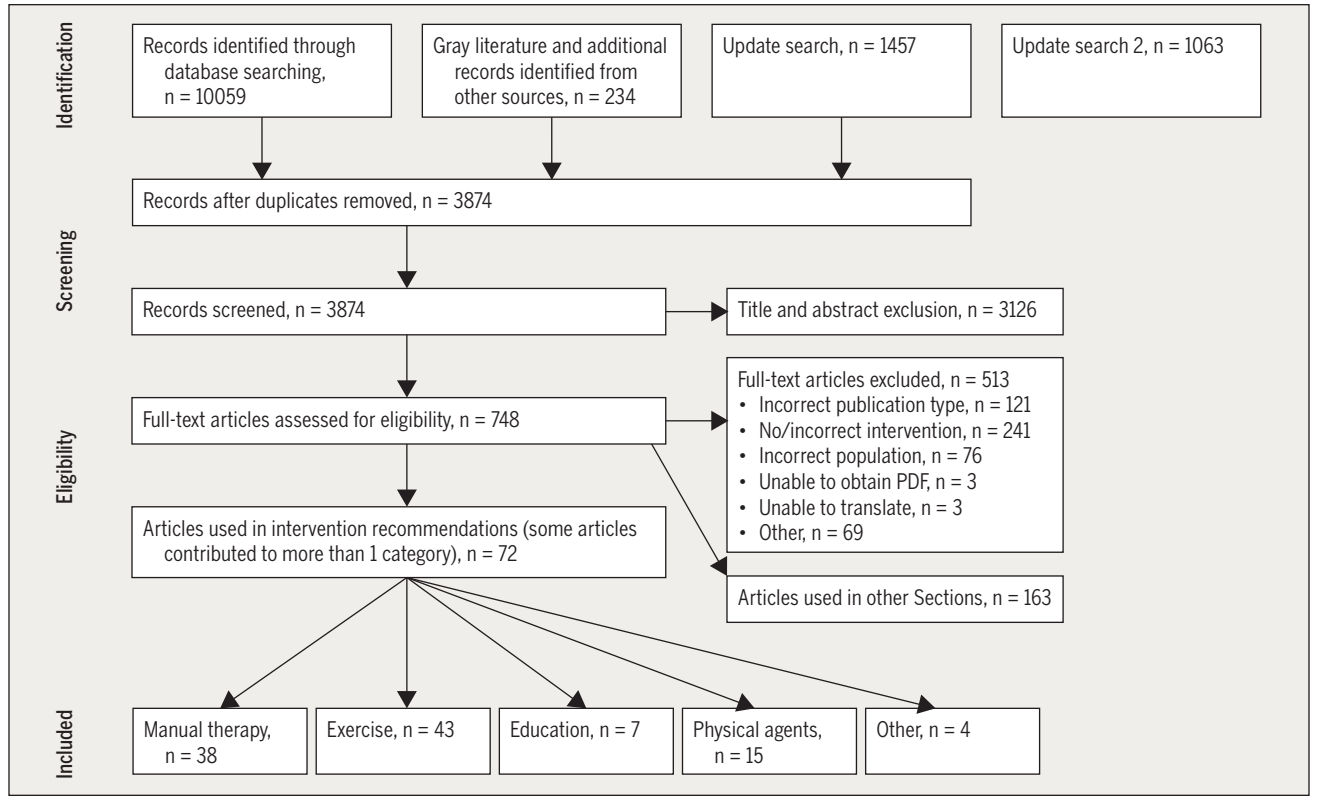 Identification
Records identified through
database searching,
n = 10059
Gray literature and additional
records identified from
other sources, n = 234
Update search, n = 1457
Update search 2, n = 1063
Records after duplicates removed, n = 3874
Screening
Records screened, n = 3874
Title and abstract exclusion, n = 3126
Eligibility
Full-text articles assessed for eligibility, n = 748
Full-text articles excluded, n = 513
• Incorrect publication type, n = 121
• No/incorrect intervention, n = 241
• Incorrect population, n = 76
• Unable to obtain PDF, n = 3
• Unable to translate, n = 3
• Other, n = 69
Articles used in intervention recommendations (some articles
contributed to more than 1 category), n = 72
Articles used in other Sections, n = 163
Included
Manual therapy,
n = 38
Exercise, n = 43
Education, n = 7
Physical agents,
n = 15
Other, n = 4